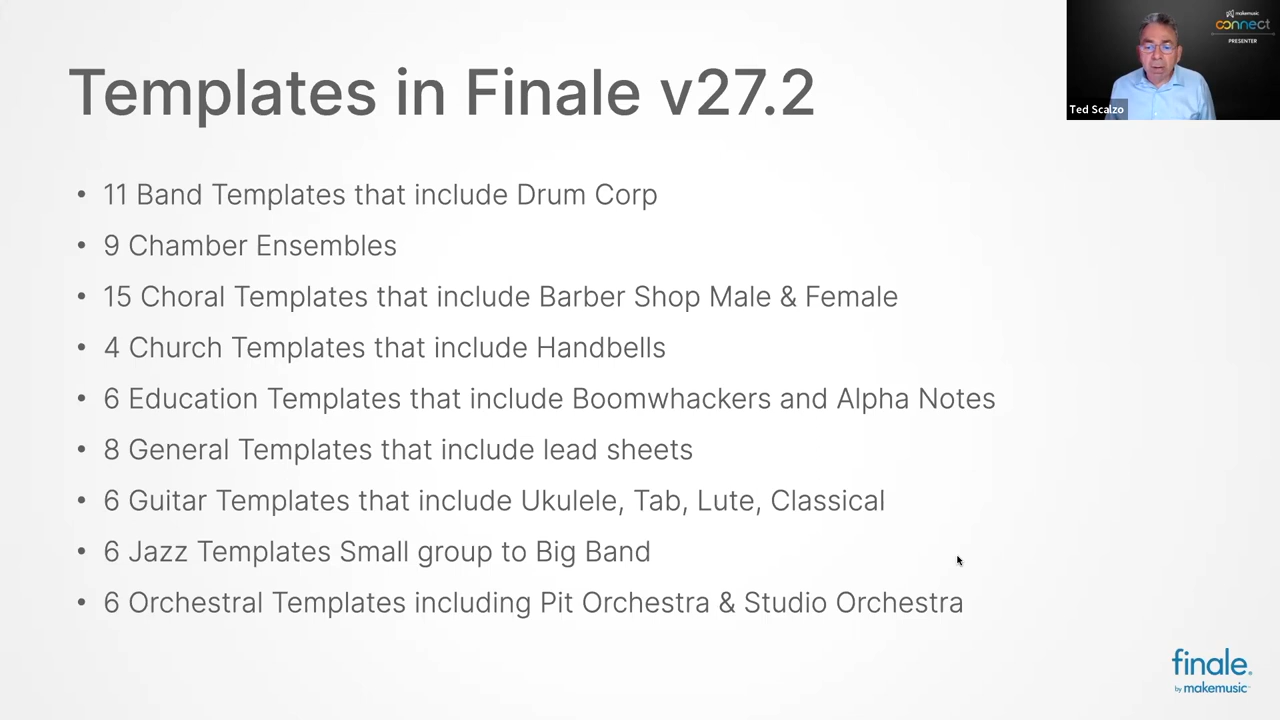 Templates in Finale v27.2
makemusic
connect
PRESENTER
Ted Scalzo
• 11 Band Templates that include Drum Corp
• 9 Chamber Ensembles
• 15 Choral Templates that include Barber Shop Male & Female
• 4 Church Templates that include Handbells
• 6 Education Templates that include Boomwhackers and Alpha Notes
• 8 General Templates that include lead sheets
• 6 Guitar Templates that include Ukulele, Tab, Lute, Classical
• 6 Jazz Templates Small group to Big Band
• 6 Orchestral Templates including Pit Orchestra & Studio Orchestra
finale.
by makemusic